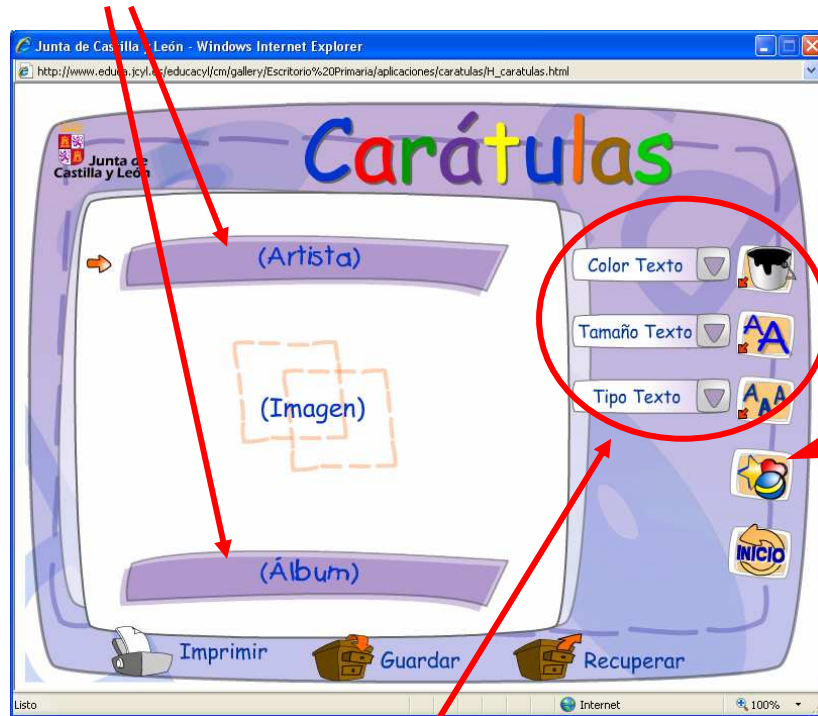 Junta de Castilla y León - Windows Internet Explorer
http://www.educa.jcyl.es/educacyl/cm/gallery/Escritorio%20Primaria/aplicaciones/caratulas/H_caratulas.html
Junta de
Castilla y León
Carátulas
(Artista)
Color Texto
Tamaño Texto
AA
(Imagen)
Tipo Texto
AAA
INICIO
(Álbum)
Imprimir
Guardar
Recuperar
Listo
Internet
100%